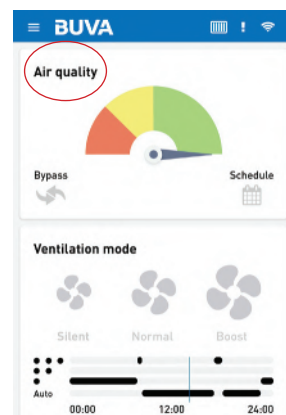 BUVA
Air quality
Bypass
Schedule
Ventilation mode
Silent Normal Boost
Auto
00:00 12:00 24:00